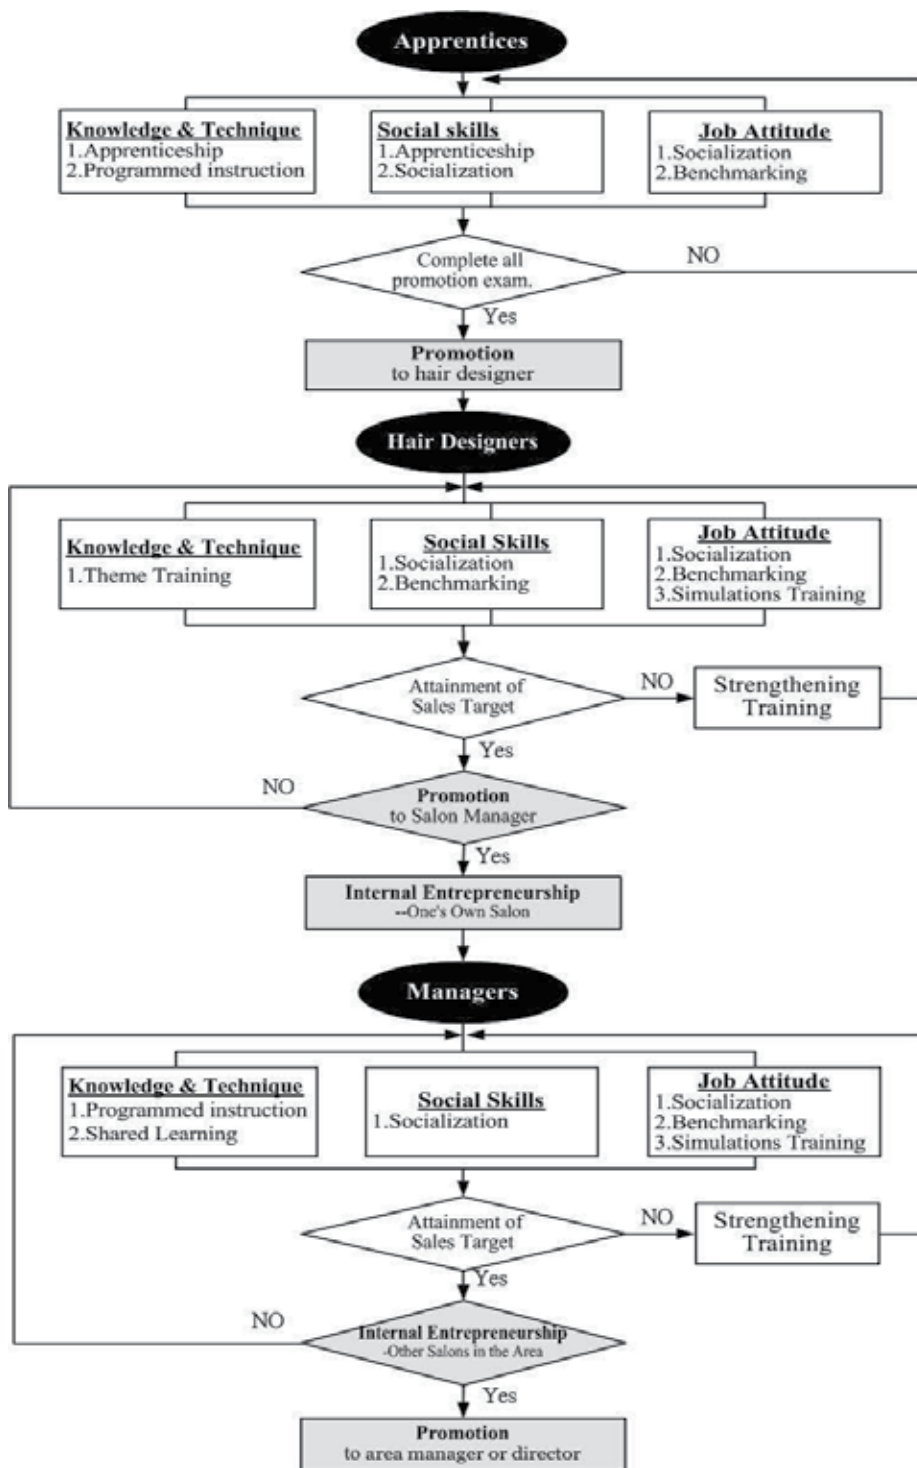 Apprentices
Knowledge & Technique
1.Apprenticeship
2.Programmed instruction
Social skills
1.Apprenticeship
2.Socialization
Job Attitude
1.Socialization
2.Benchmarking
Complete all
promotion exam.
NO
Yes
Promotion
to hair designer
Hair Designers
Knowledge & Technique
1.Theme Training
Social Skills
1.Socialization
2.Benchmarking
Job Attitude
1.Socialization
2.Benchmarking
3.Simulations Training
Attainment of
Sales Target
NO
Strengthening
Training
Yes
NO
Promotion
to Salon Manager
Yes
Internal Entrepreneurship
--One's Own Salon
Managers
Knowledge & Technique
1.Programmed instruction
2.Shared Learning
Social Skills
1.Socialization
Job Attitude
1.Socialization
2.Benchmarking
3.Simulations Training
Attainment of
Sales Target
NO
Strengthening
Training
Yes
NO
Internal Entrepreneurship
-Other Salons in the Area
Yes
Promotion
to area manager or director